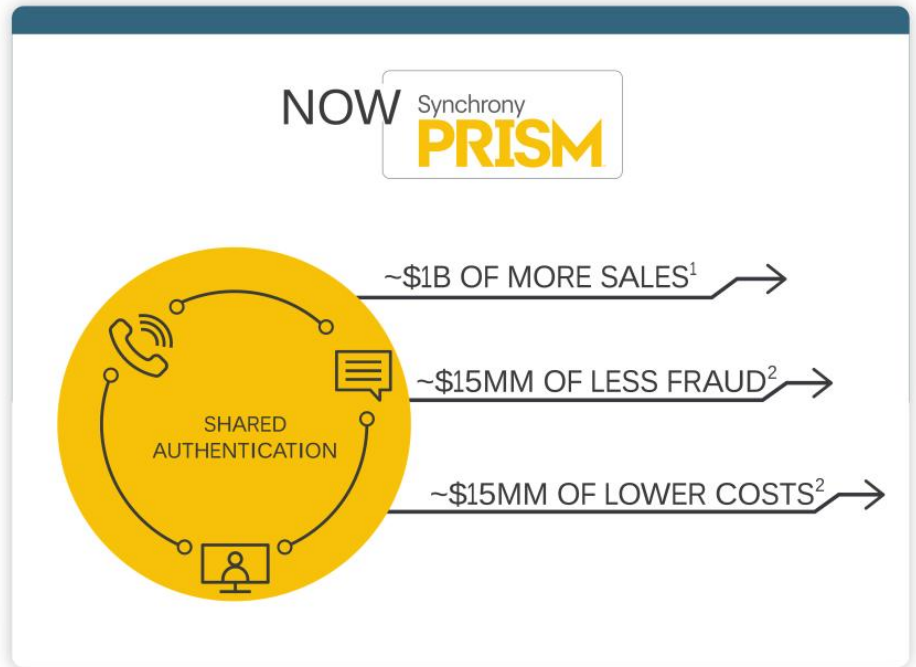 NOW Synchrony
PRISM
~$1B OF MORE SALES¹
~$15MM OF LESS FRAUD²
SHARED
AUTHENTICATION
~$15MM OF LOWER COSTS²